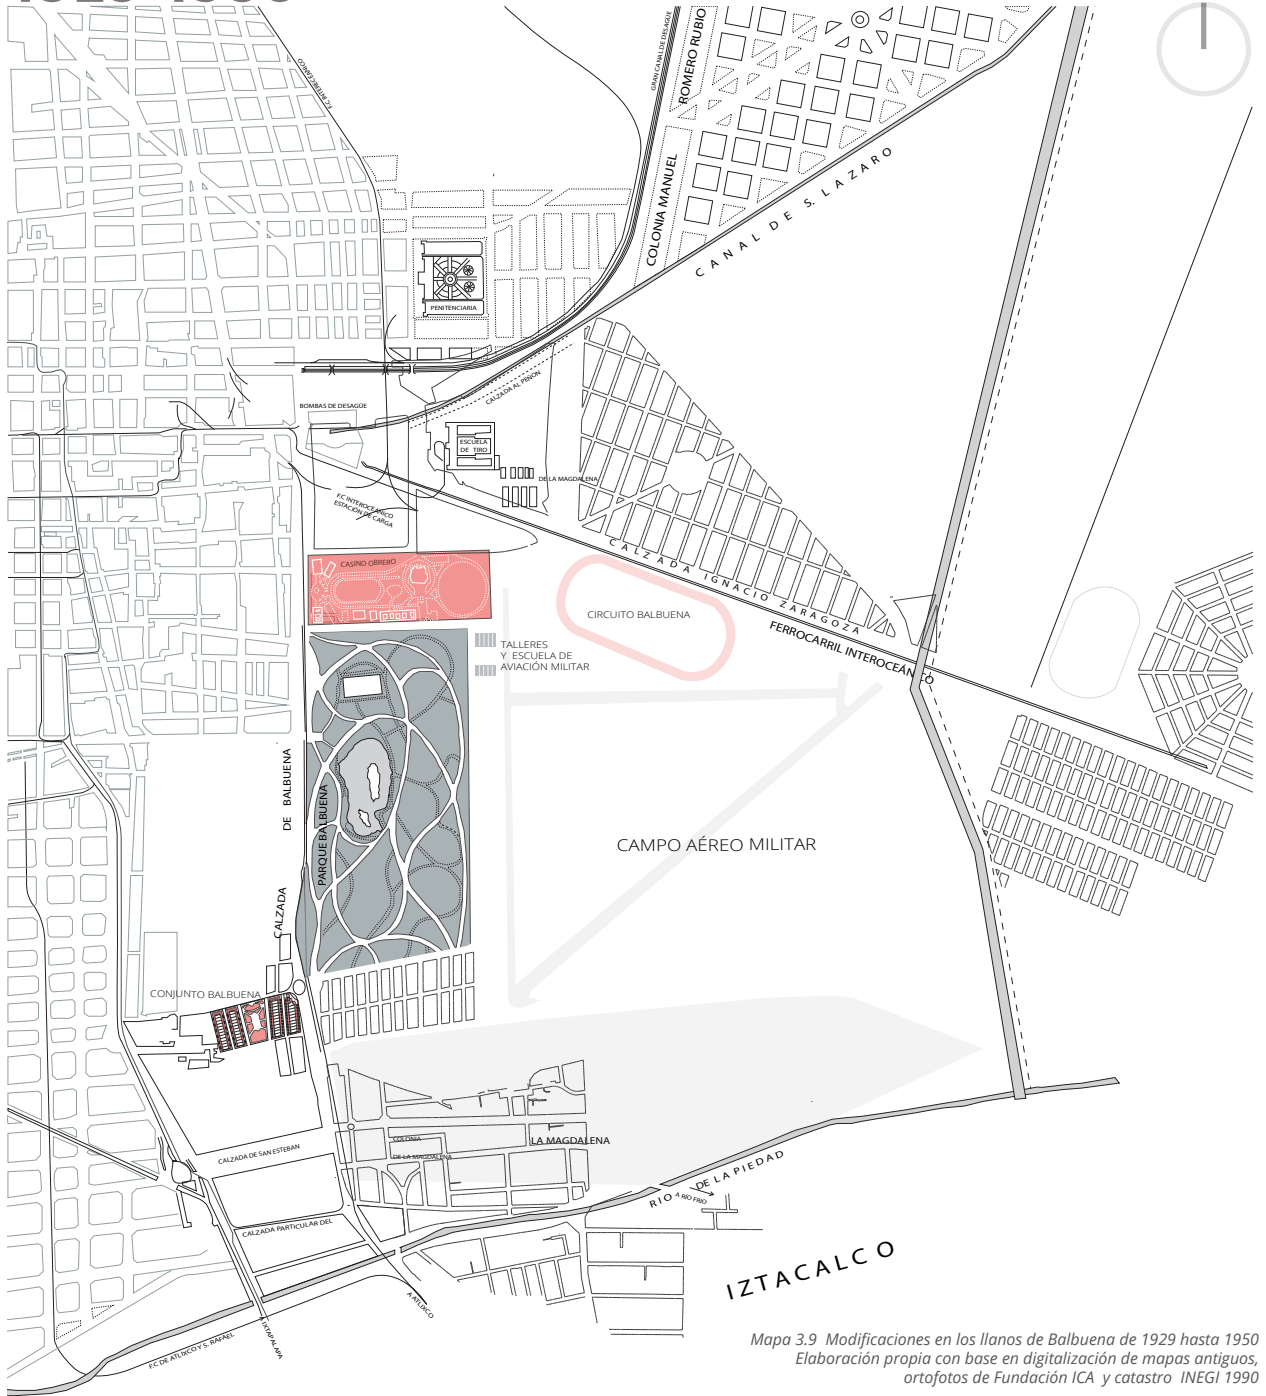 F.C INTEROCEÁNICO
GRAN CANAL DE DESAGÜE
ROMERO RUBIO
COLONIA MANUEL
CANAL DE S. LAZARO
PENITENCIARIA
CALZADA AL PEÑON
BOMBAS DE DESAGÜE
ESCUELA
DE TIRO
DE LA MAGDALENA
F.C INTEROCEANICO
ESTACIÓN DE CARGA
CALZADA IGNACIO ZARAGOZA
CASINO OBRERO
CIRCUITO BALBUENA
FERROCARRIL INTEROCEÁNICO
TALLERES
Y ESCUELA DE
AVIACIÓN MILITAR
CALZADA DE BALBUENA
PARQUE BALBUENA
CAMPO AÉREO MILITAR
CONJUNTO BALBUENA
COLONIA
DE LA MAGDALENA
LA MAGDALENA
CALZADA DE SAN ESTEBAN
RIO DE LA PIEDAD
A RIO FRIO
CALZADA PARTICULAR DEL
IZTACALCO
A ATLIXCO
A IXTAPALAPA
F.C DE ATLIXCO Y S. RAFAEL
Mapa 3.9 Modificaciones en los llanos de Balbuena de 1929 hasta 1950
Elaboración propia con base en digitalización de mapas antiguos,
ortofotos de Fundación ICA y catastro INEGI 1990